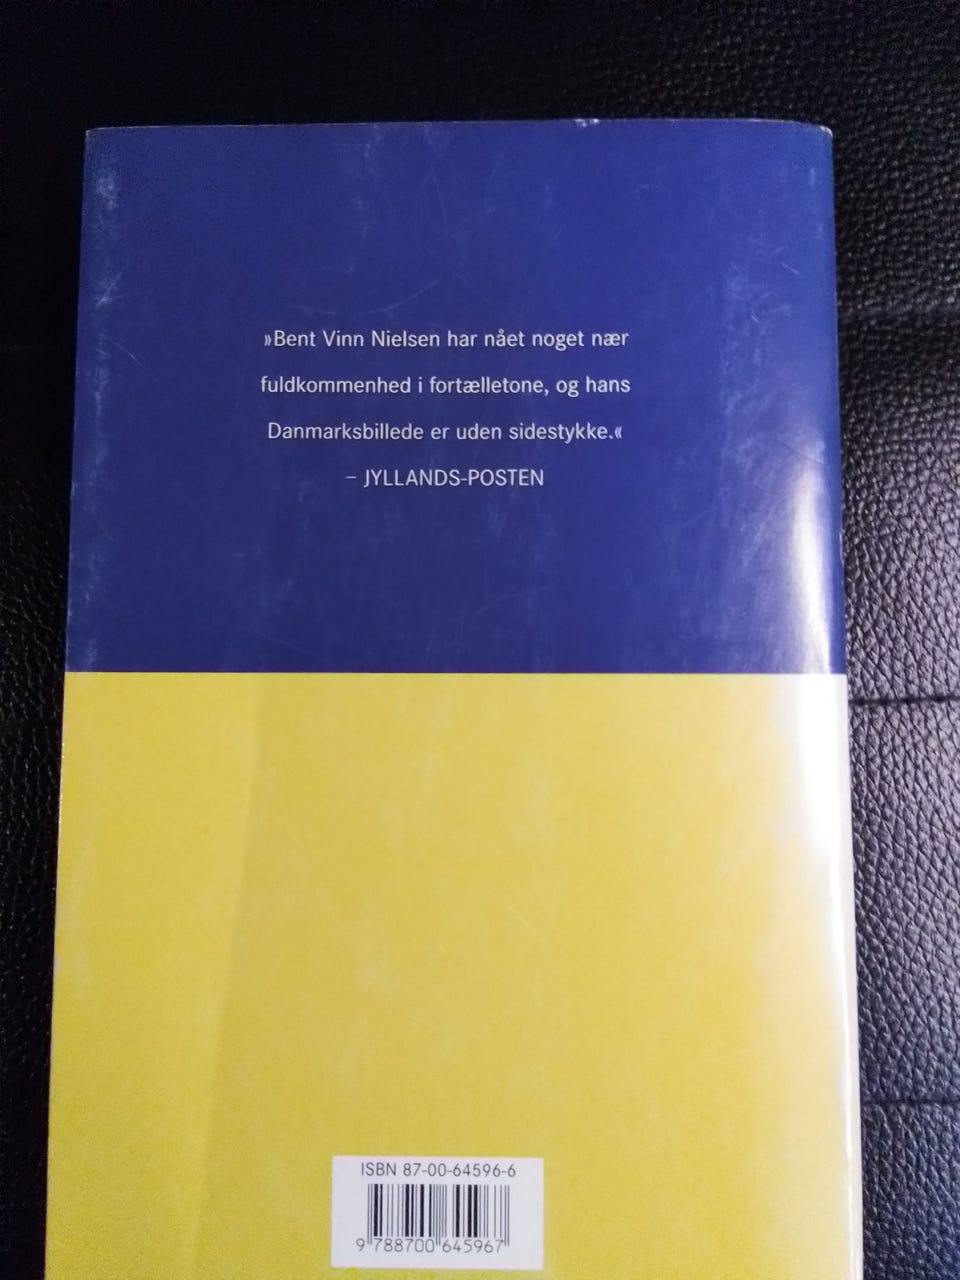 »Bent Vinn Nielsen har nået noget nær
fuldkommenhed i fortælletone, og hans
Danmarksbillede er uden sidestykke.«
– JYLLANDS-POSTEN
ISBN 87-00-64596-6
9 788700 645967